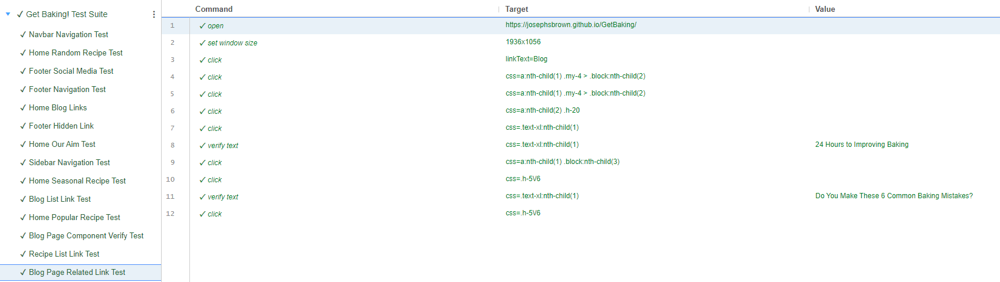 Get Baking! Test Suite
Navbar Navigation Test
Home Random Recipe Test
Footer Social Media Test
Footer Navigation Test
Home Blog Links
Footer Hidden Link
Home Our Aim Test
Sidebar Navigation Test
Home Seasonal Recipe Test
Blog List Link Test
Home Popular Recipe Test
Blog Page Component Verify Test
Recipe List Link Test
Blog Page Related Link Test
Command Target Value
1 ✓ open https://josephsbrown.github.io/GetBaking/
2 ✓ set window size 1936x1056
3 ✓ click linkText=Blog
4 ✓ click css=a:nth-child(1) .my-4 > .block:nth-child(2)
5 ✓ click css=a:nth-child(1) .my-4 > .block:nth-child(2)
6 ✓ click css=a:nth-child(2) .h-20
7 ✓ click css=.text-xl:nth-child(1)
8 ✓ verify text css=.text-xl:nth-child(1) 24 Hours to Improving Baking
9 ✓ click css=a:nth-child(1) .block:nth-child(3)
10 ✓ click css=.h-5\/6
11 ✓ verify text css=.text-xl:nth-child(1) Do You Make These 6 Common Baking Mistakes?
12 ✓ click css=.h-5\/6